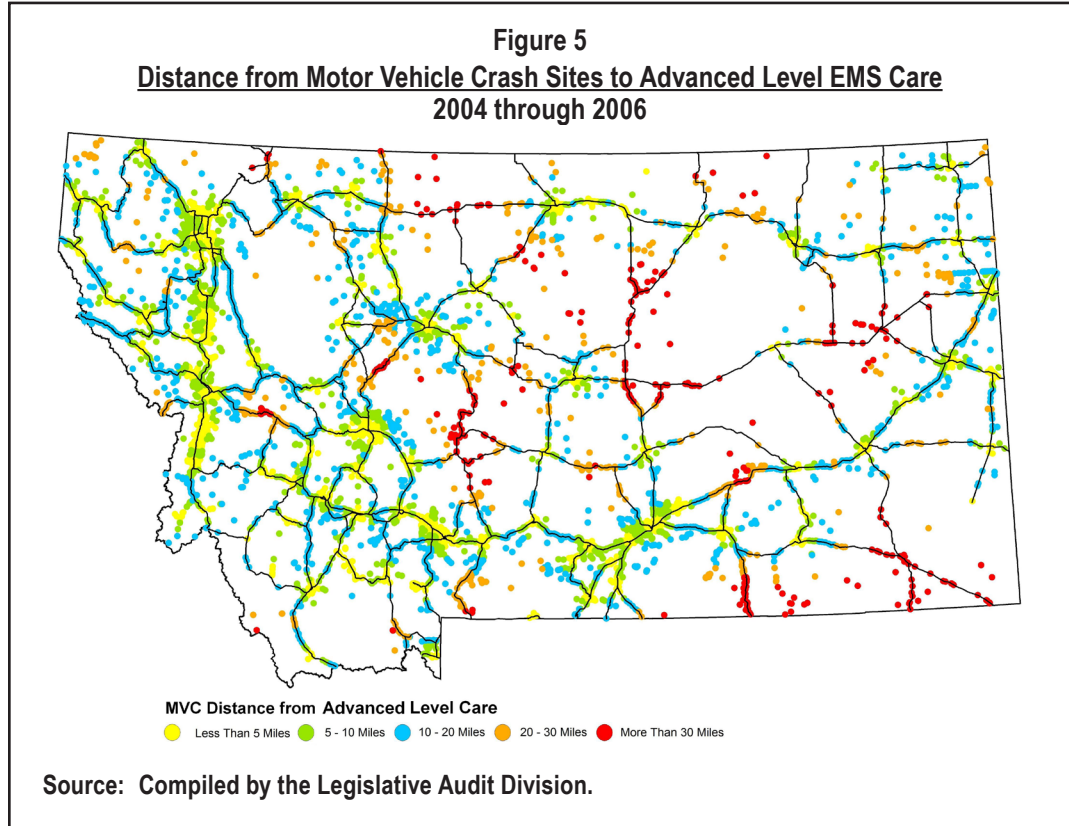 Figure 5
Distance from Motor Vehicle Crash Sites to Advanced Level EMS Care
2004 through 2006
MVC Distance from Advanced Level Care
Less Than 5 Miles 5 - 10 Miles 10 - 20 Miles 20 - 30 Miles More Than 30 Miles
Source: Compiled by the Legislative Audit Division.